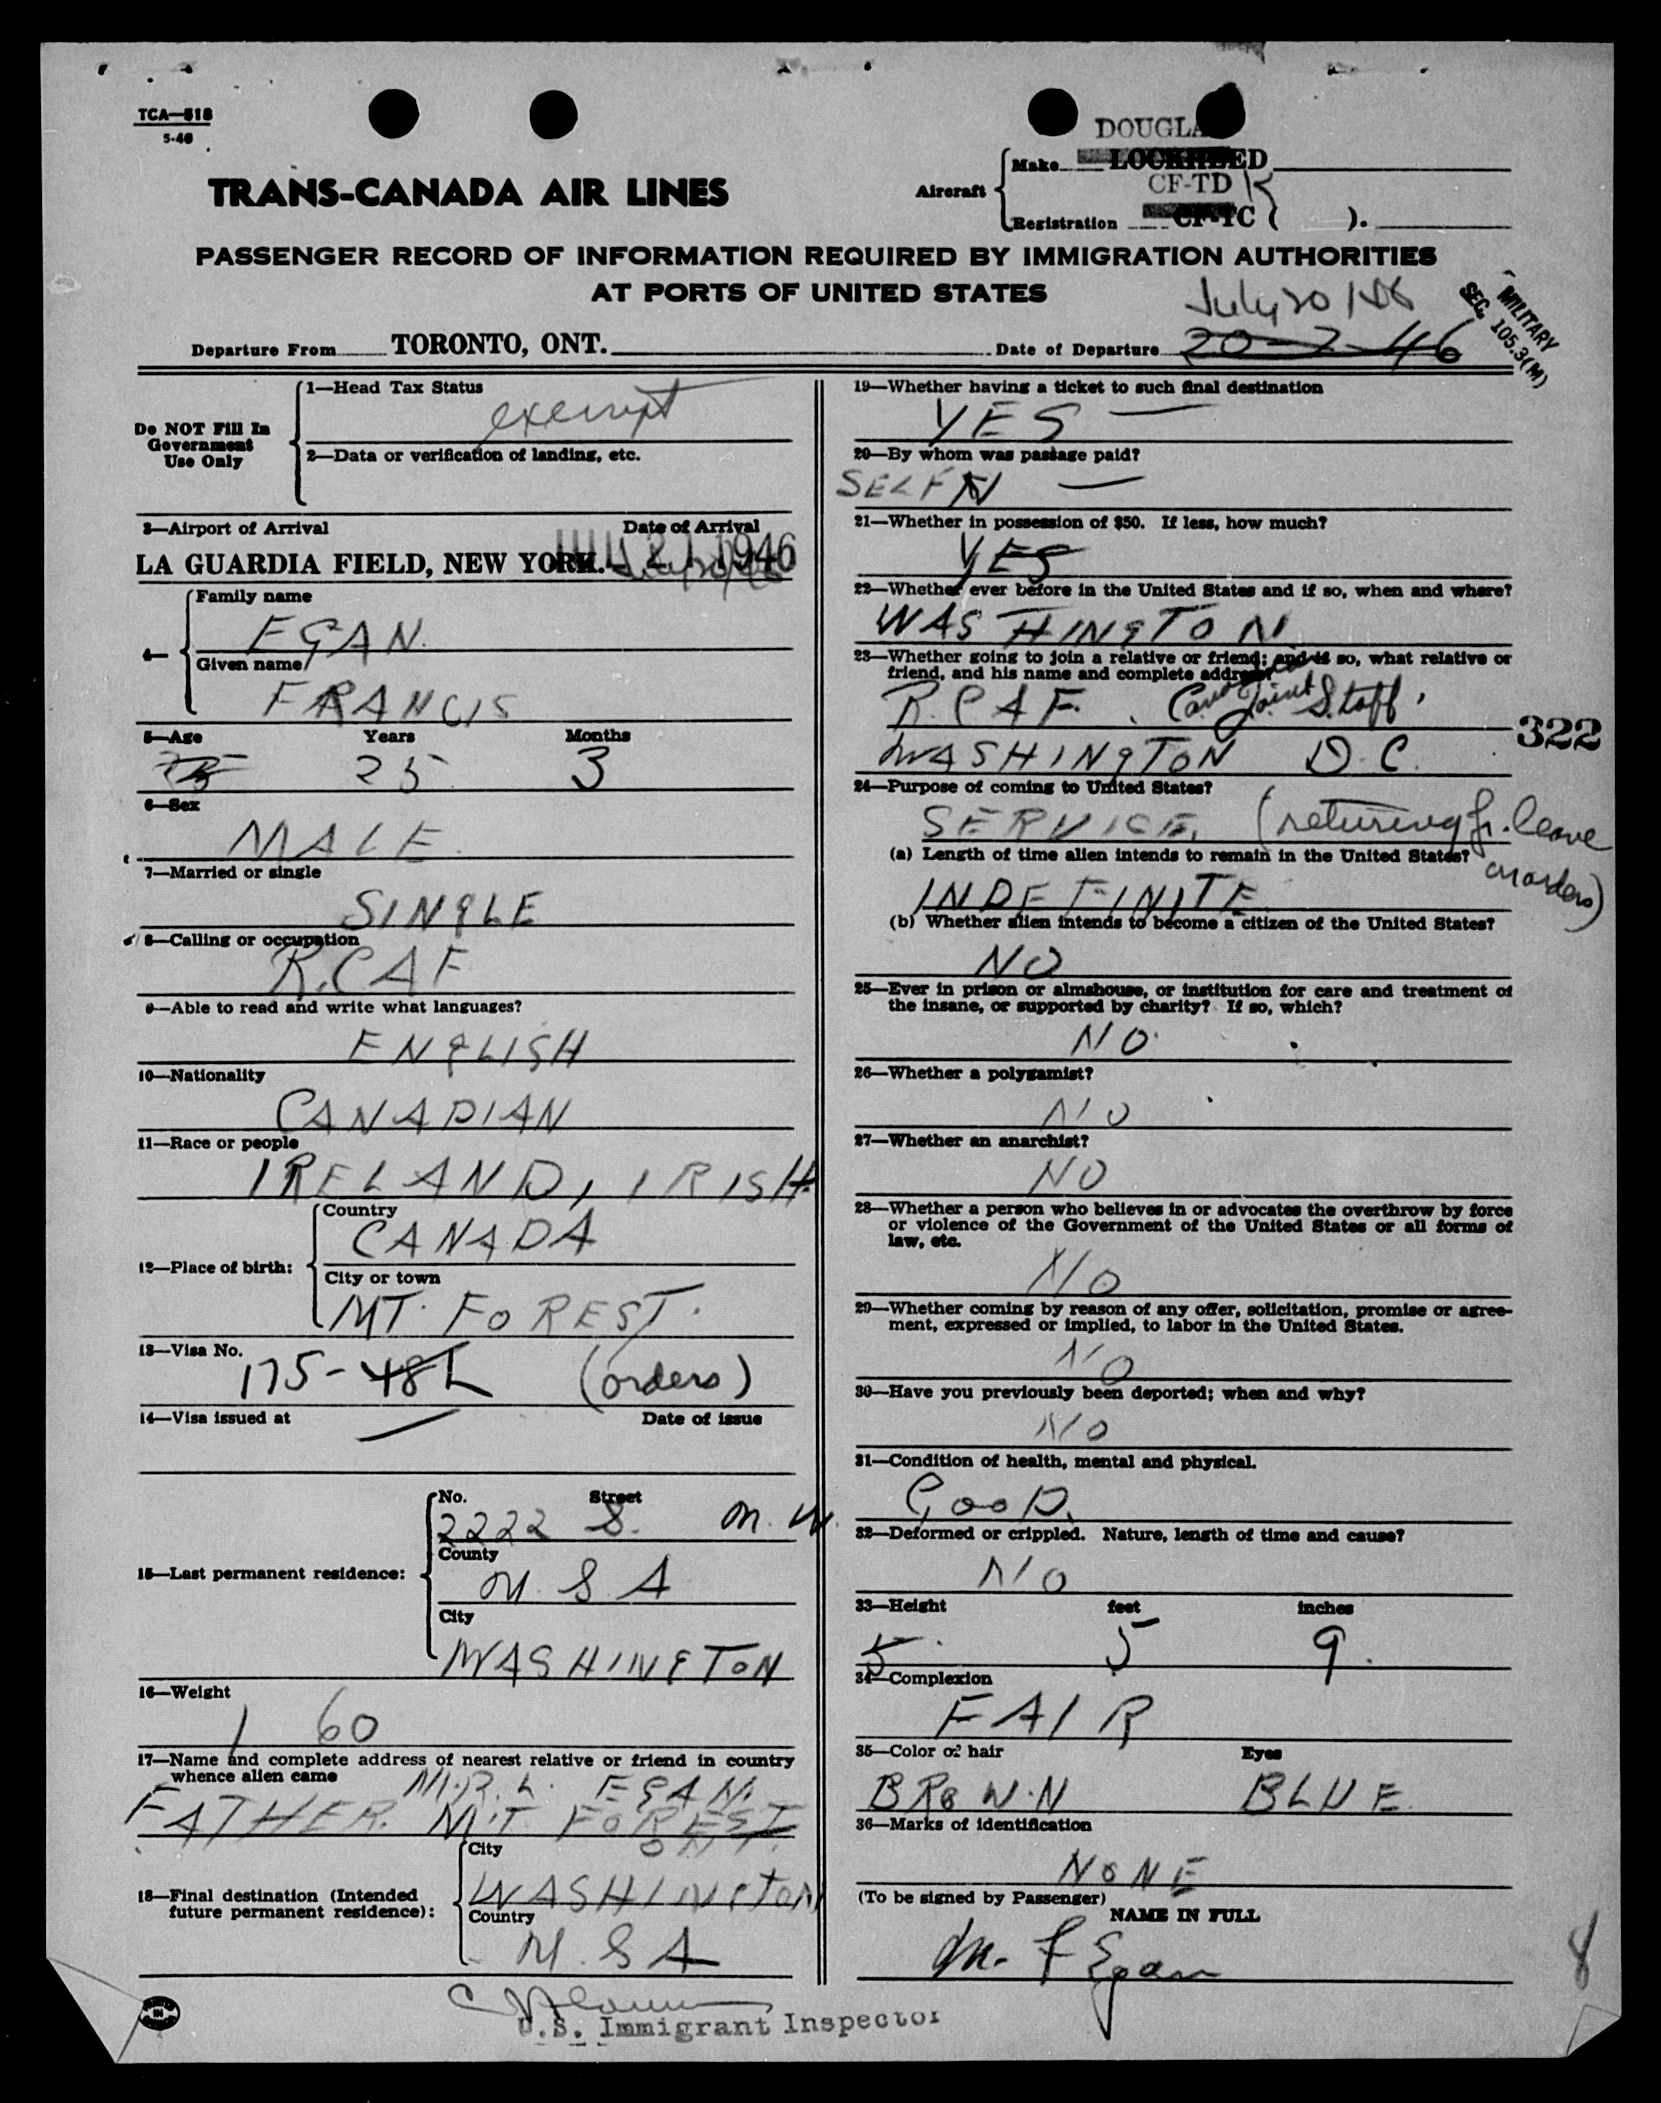 TCA—518
5-46
DOUGLA
Aircraft
Make LOCKHEED
CF-TD K
Registration CF-TC ( ).
TRANS-CANADA AIR LINES
PASSENGER RECORD OF INFORMATION REQUIRED BY IMMIGRATION AUTHORITIES
AT PORTS OF UNITED STATES
July 20/46
MILITARY
SEC. 105.3(M)
Departure From TORONTO, ONT. Date of Departure 20-7-46
Do NOT Fill In
Government
Use Only
1—Head Tax Status
exempt
2—Data or verification of landing, etc.
3—Airport of Arrival Date of Arrival
LA GUARDIA FIELD, NEW YORK. JUL 21 1946
4—
Family name
EGAN.
Given name
FRANCIS
5—Age Years Months
25 3
6—Sex
MALE.
7—Married or single
SINGLE
8—Calling or occupation
R.C A F
9—Able to read and write what languages?
ENGLISH
10—Nationality
CANADIAN
11—Race or people
IRELAND, IRISH.
12—Place of birth:
Country
CANADA
City or town
MT. FOREST.
13—Visa No.
175-48L (orders)
14—Visa issued at Date of issue
15—Last permanent residence:
No. Street
2222 S. N.W.
County
U.S.A
City
WASHINGTON
16—Weight
160
17—Name and complete address of nearest relative or friend in country
whence alien came
M.R.L. EGAN.
FATHER. MT. FOREST
ONT.
18—Final destination (Intended
future permanent residence):
City
WASHINGTON
Country
U.S.A
19—Whether having a ticket to such final destination
YES —
20—By whom was passage paid?
SELF —
21—Whether in possession of $50. If less, how much?
YES
22—Whether ever before in the United States and if so, when and where?
WASHINGTON
23—Whether going to join a relative or friend; and if so, what relative or
friend, and his name and complete address?
R.C A F. Canadian Joint Staff,
WASHINGTON D.C.
322
24—Purpose of coming to United States?
SERVICE. (returning fr. leave
on orders)
(a) Length of time alien intends to remain in the United States?
INDEFINITE
(b) Whether alien intends to become a citizen of the United States?
NO
25—Ever in prison or almshouse, or institution for care and treatment of
the insane, or supported by charity? If so, which?
NO.
26—Whether a polygamist?
NO
27—Whether an anarchist?
NO
28—Whether a person who believes in or advocates the overthrow by force
or violence of the Government of the United States or all forms of
law, etc.
NO
29—Whether coming by reason of any offer, solicitation, promise or agree-
ment, expressed or implied, to labor in the United States.
NO
30—Have you previously been deported; when and why?
NO
31—Condition of health, mental and physical.
GOOD.
32—Deformed or crippled. Nature, length of time and cause?
NO
33—Height feet inches
5 5 9.
34—Complexion
FAIR
35—Color of hair Eyes
BROWN BLUE.
36—Marks of identification
NONE
(To be signed by Passenger)
NAME IN FULL
F Egan
8
U.S. Immigrant Inspector